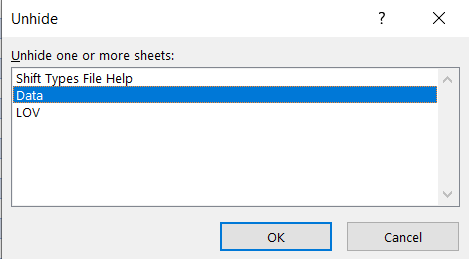 Unhide
?
Unhide one or more sheets:
Shift Types File Help
Data
LOV
OK
Cancel